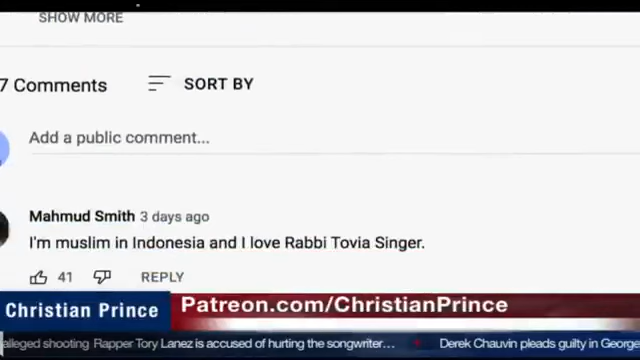 SHOW MORE
7 Comments
SORT BY
Add a public comment...
Mahmud Smith 3 days ago
I'm muslim in Indonesia and I love Rabbi Tovia Singer.
41 REPLY
Christian Prince
Patreon.com/ChristianPrince
alleged shooting Rapper Tory Lanez is accused of hurting the songwriter... Derek Chauvin pleads guilty in George